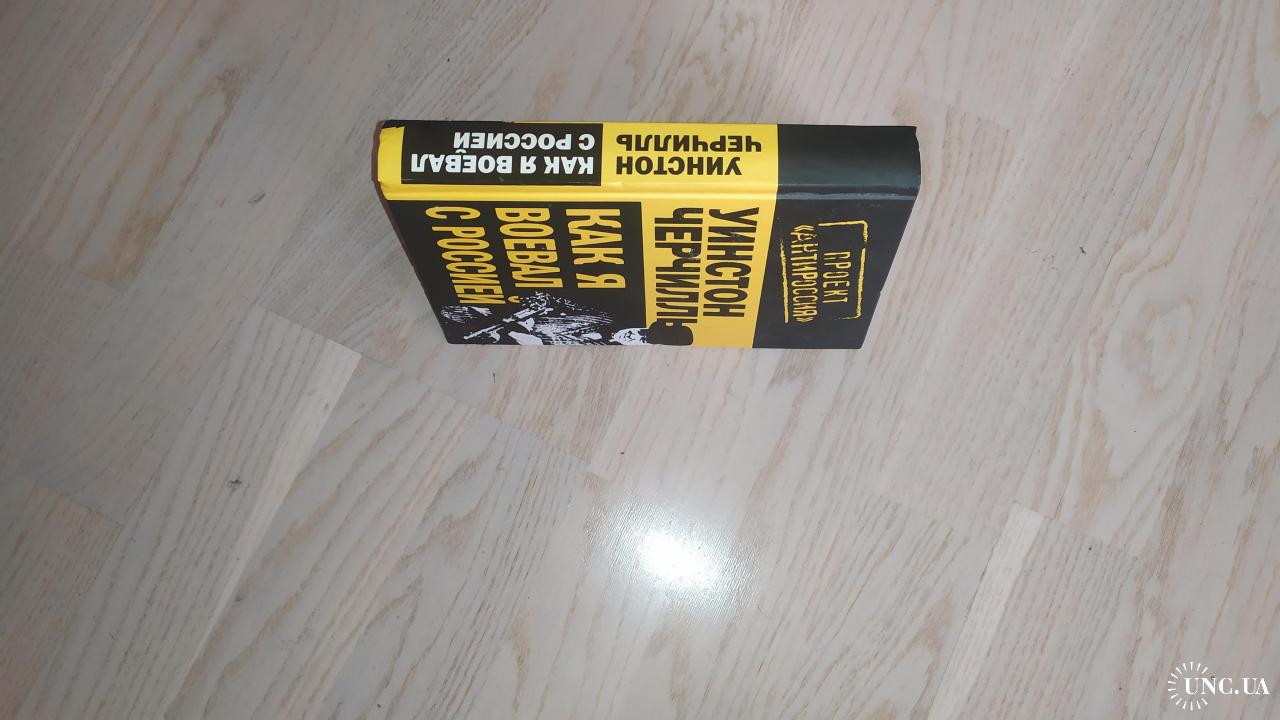 УИНСТОН
ЧЕРЧИЛЛЬ
КАК Я ВОЕВАЛ
С РОССИЕЙ
ПРОЕКТ
«АНТИРОССИЯ»
УИНСТОН
ЧЕРЧИЛЛЬ
КАК Я
ВОЕВАЛ
С РОССИЕЙ
UNC.UA